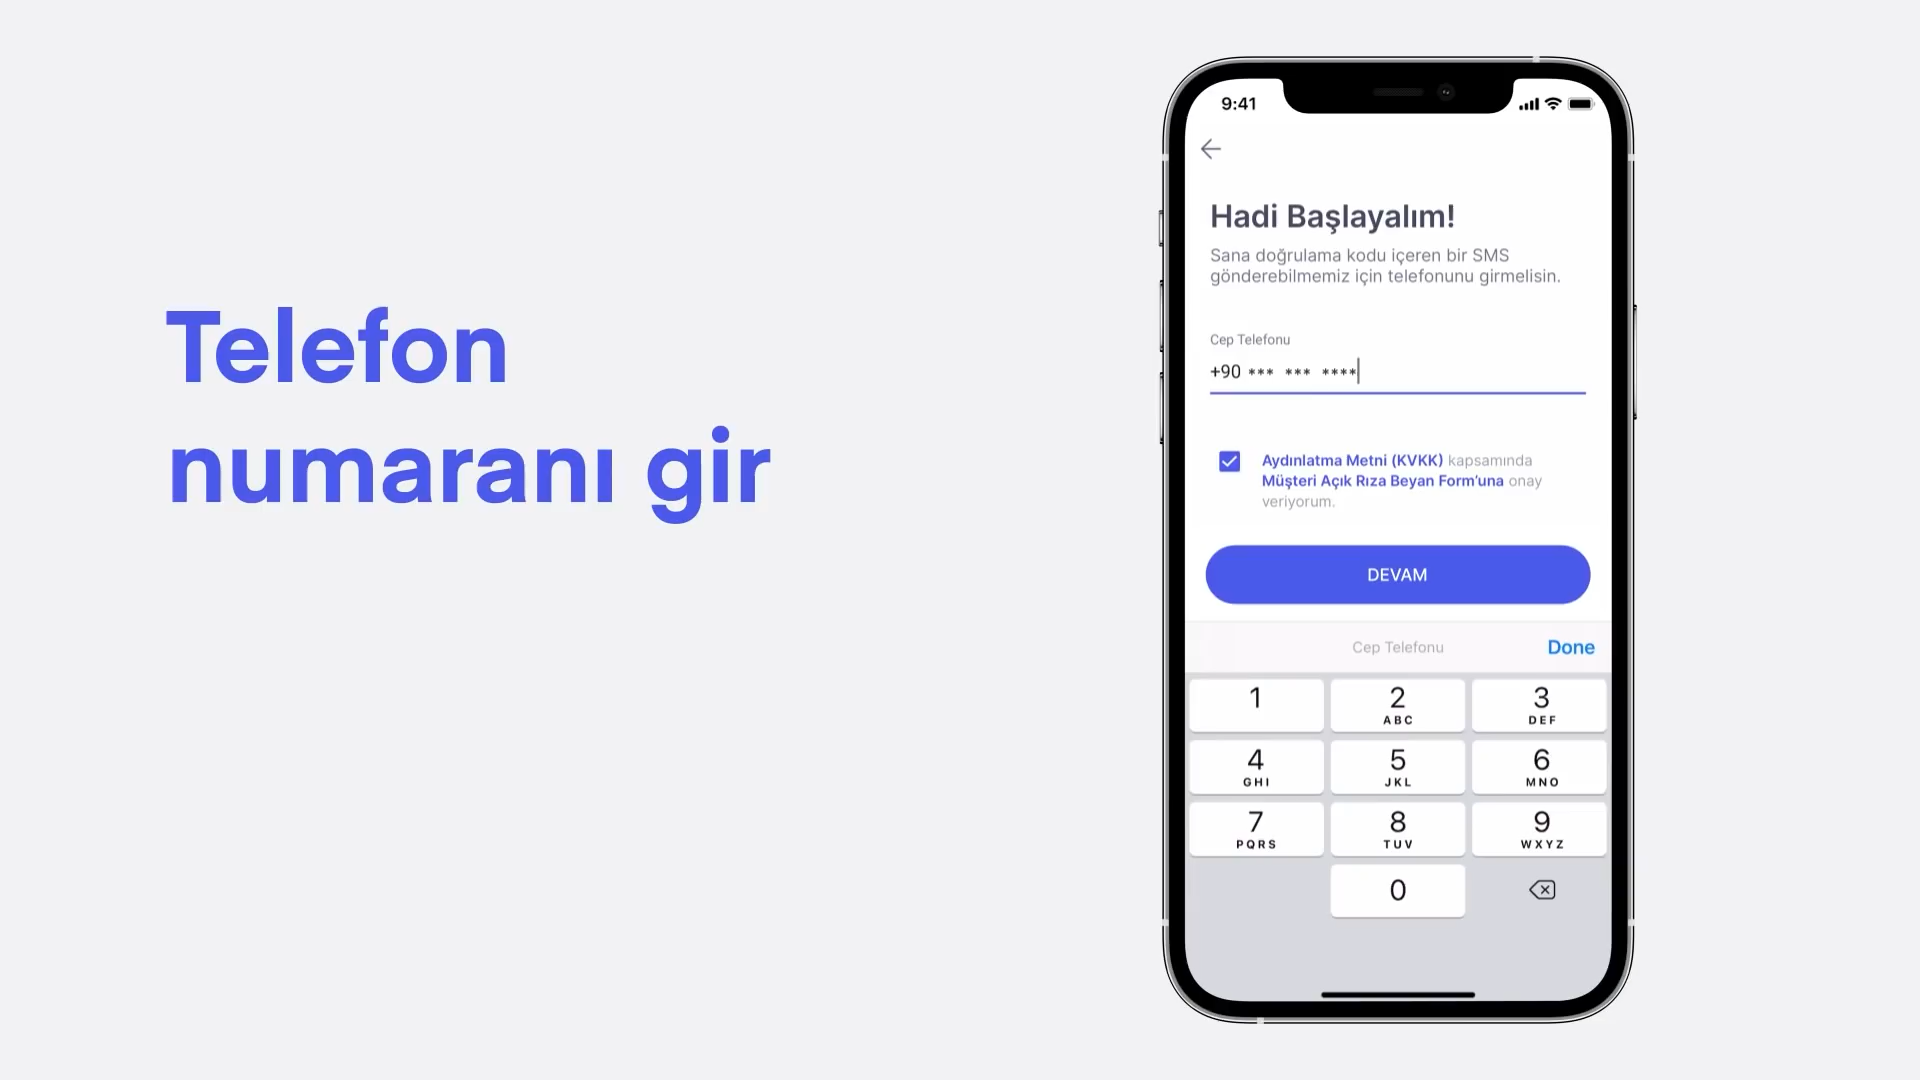 Telefon
numaranı gir
9:41
Hadi Başlayalım!
Sana doğrulama kodu içeren bir SMS
gönderebilmemiz için telefonunu girmelisin.
Cep Telefonu
+90 *** *** ****
Aydınlatma Metni (KVKK) kapsamında
Müşteri Açık Rıza Beyan Form'una onay
veriyorum.
DEVAM
Cep Telefonu Done
1 2 3
ABC DEF
4 5 6
GHI JKL MNO
7 8 9
PQRS TUV WXYZ
0